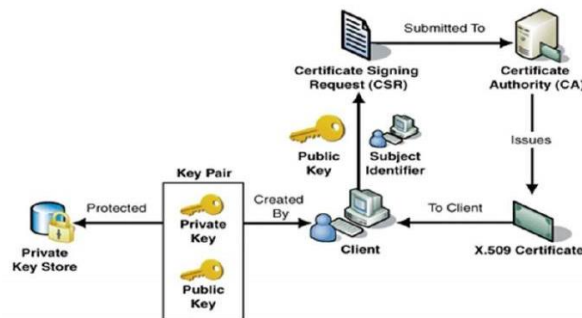 Submitted To
Certificate Signing
Request (CSR)
Certificate
Authority (CA)
Public
Key
Subject
Identifier
Issues
Key Pair
Protected
Private
Key
Created
By
To Client
Private
Key Store
Client
X.509 Certificate
Public
Key